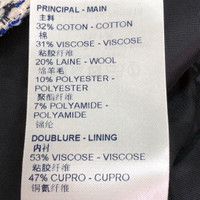 PRINCIPAL - MAIN
主料
32% COTON - COTTON
棉
31% VISCOSE - VISCOSE
粘胶纤维
20% LAINE - WOOL
绵羊毛
10% POLYESTER -
POLYESTER
聚酯纤维
7% POLYAMIDE -
POLYAMIDE
锦纶
DOUBLURE - LINING
内衬
53% VISCOSE - VISCOSE
粘胶纤维
47% CUPRO - CUPRO
铜氨纤维